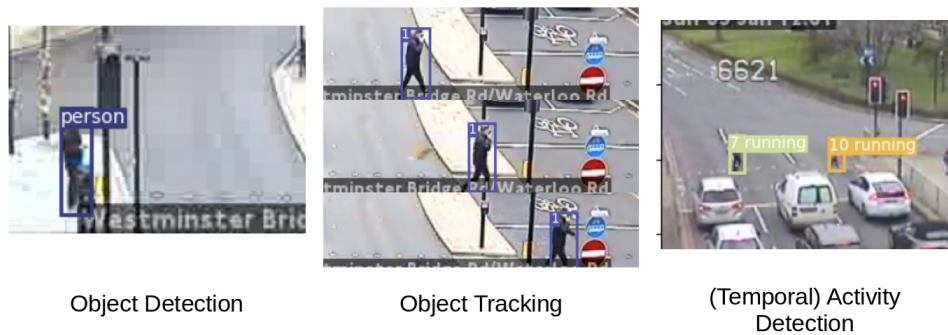 person
Westminster Bri
1
tminster Bridge Rd/Waterloo Rd
1
tminster Bridge Rd/Waterloo Rd
1
tminster Bridge Rd/Waterloo Rd
6621
7 running
10 running
Object Detection
Object Tracking
(Temporal) Activity
Detection